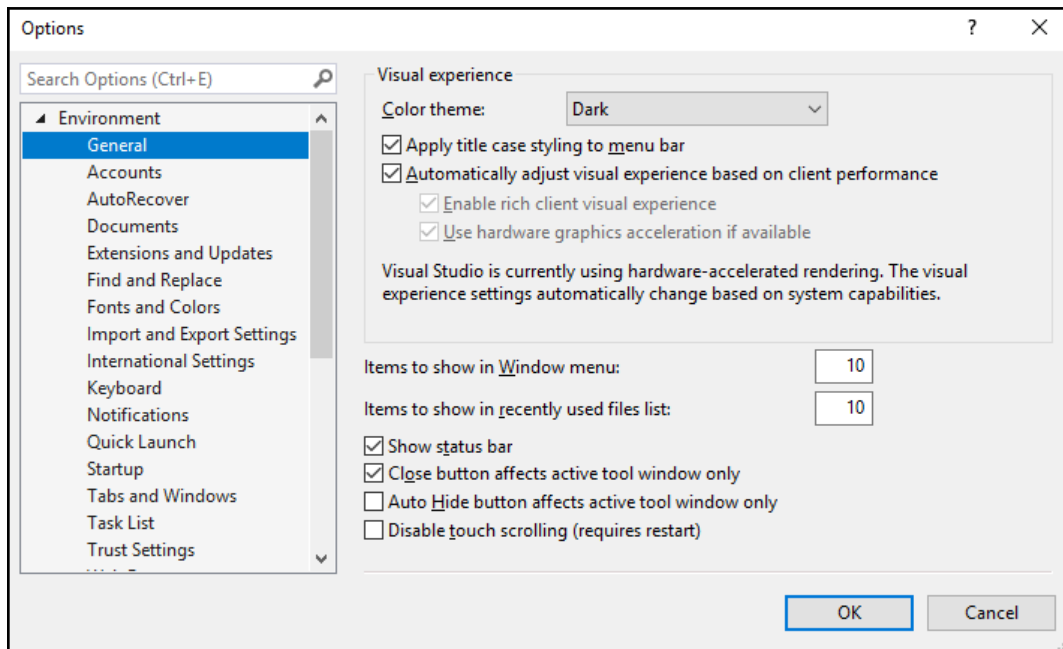 Options
?
Search Options (Ctrl+E)
Environment
General
Accounts
AutoRecover
Documents
Extensions and Updates
Find and Replace
Fonts and Colors
Import and Export Settings
International Settings
Keyboard
Notifications
Quick Launch
Startup
Tabs and Windows
Task List
Trust Settings
Visual experience
Color theme:
Dark
Apply title case styling to menu bar
Automatically adjust visual experience based on client performance
Enable rich client visual experience
Use hardware graphics acceleration if available
Visual Studio is currently using hardware-accelerated rendering. The visual
experience settings automatically change based on system capabilities.
Items to show in Window menu:
10
Items to show in recently used files list:
10
Show status bar
Close button affects active tool window only
Auto Hide button affects active tool window only
Disable touch scrolling (requires restart)
OK
Cancel